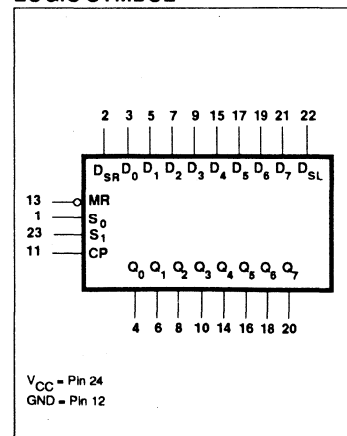 LOGIC SYMBOL
2 3 5 7 9 15 17 19 21 22
DSR D0 D1 D2 D3 D4 D5 D6 D7 DSL
13 MR
1 S0
23 S1
11 CP
Q0 Q1 Q2 Q3 Q4 Q5 Q6 Q7
4 6 8 10 14 16 18 20
VCC = Pin 24
GND = Pin 12